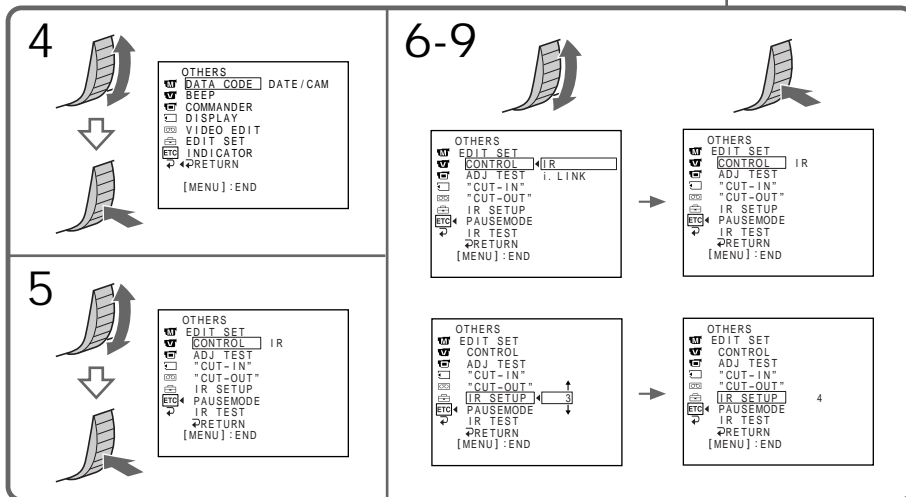 4
OTHERS
DATA CODE DATE/CAM
BEEP
COMMANDER
DISPLAY
VIDEO EDIT
EDIT SET
ETC INDICATOR
RETURN
[MENU]:END
5
OTHERS
EDIT SET
CONTROL IR
ADJ TEST
"CUT-IN"
"CUT-OUT"
IR SETUP
ETC PAUSEMODE
IR TEST
RETURN
[MENU]:END
6-9
OTHERS
EDIT SET
CONTROL IR
ADJ TEST i.LINK
"CUT-IN"
"CUT-OUT"
IR SETUP
ETC PAUSEMODE
IR TEST
RETURN
[MENU]:END
OTHERS
EDIT SET
CONTROL IR
ADJ TEST
"CUT-IN"
"CUT-OUT"
IR SETUP
ETC PAUSEMODE
IR TEST
RETURN
[MENU]:END
OTHERS
EDIT SET
CONTROL
ADJ TEST
"CUT-IN"
"CUT-OUT"
IR SETUP 3
ETC PAUSEMODE
IR TEST
RETURN
[MENU]:END
OTHERS
EDIT SET
CONTROL
ADJ TEST
"CUT-IN"
"CUT-OUT"
IR SETUP 4
ETC PAUSEMODE
IR TEST
RETURN
[MENU]:END